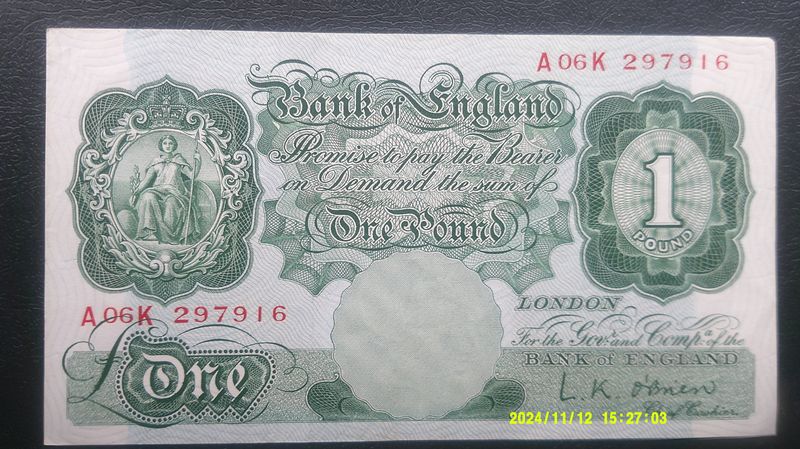 A06K 297916
Bank of England
Promise to pay the Bearer
on Demand the sum of
One Pound
1
POUND
A06K 297916
LONDON
For the Govr. and Compa. of the
BANK of ENGLAND
£One
L.K. O'Brien
Chief Cashier.
2024/11/12 15:27:03